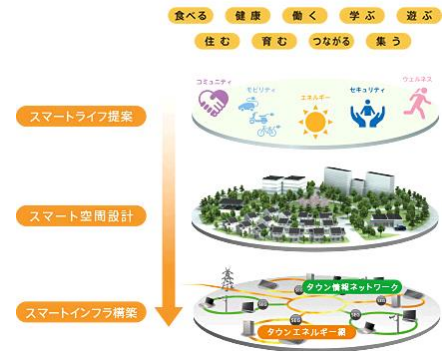 食べる 健康 働く 学ぶ 遊ぶ
住む 育む つながる 集う
コミュニティ モビリティ エネルギー セキュリティ ウェルネス
スマートライフ提案
スマート空間設計
タウン情報ネットワーク
スマートインフラ構築
タウンエネルギー網